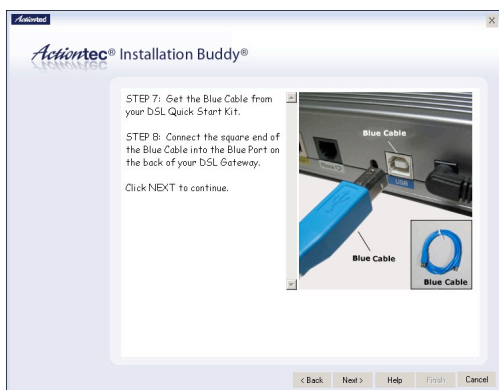 Actiontec
Actiontec® Installation Buddy®
STEP 7: Get the Blue Cable from
your DSL Quick Start Kit.
STEP 8: Connect the square end of
the Blue Cable into the Blue Port on
the back of your DSL Gateway.
Click NEXT to continue.
Blue Cable
Phone
USB
Blue Cable
Blue Cable
< Back
Next >
Help
Finish
Cancel